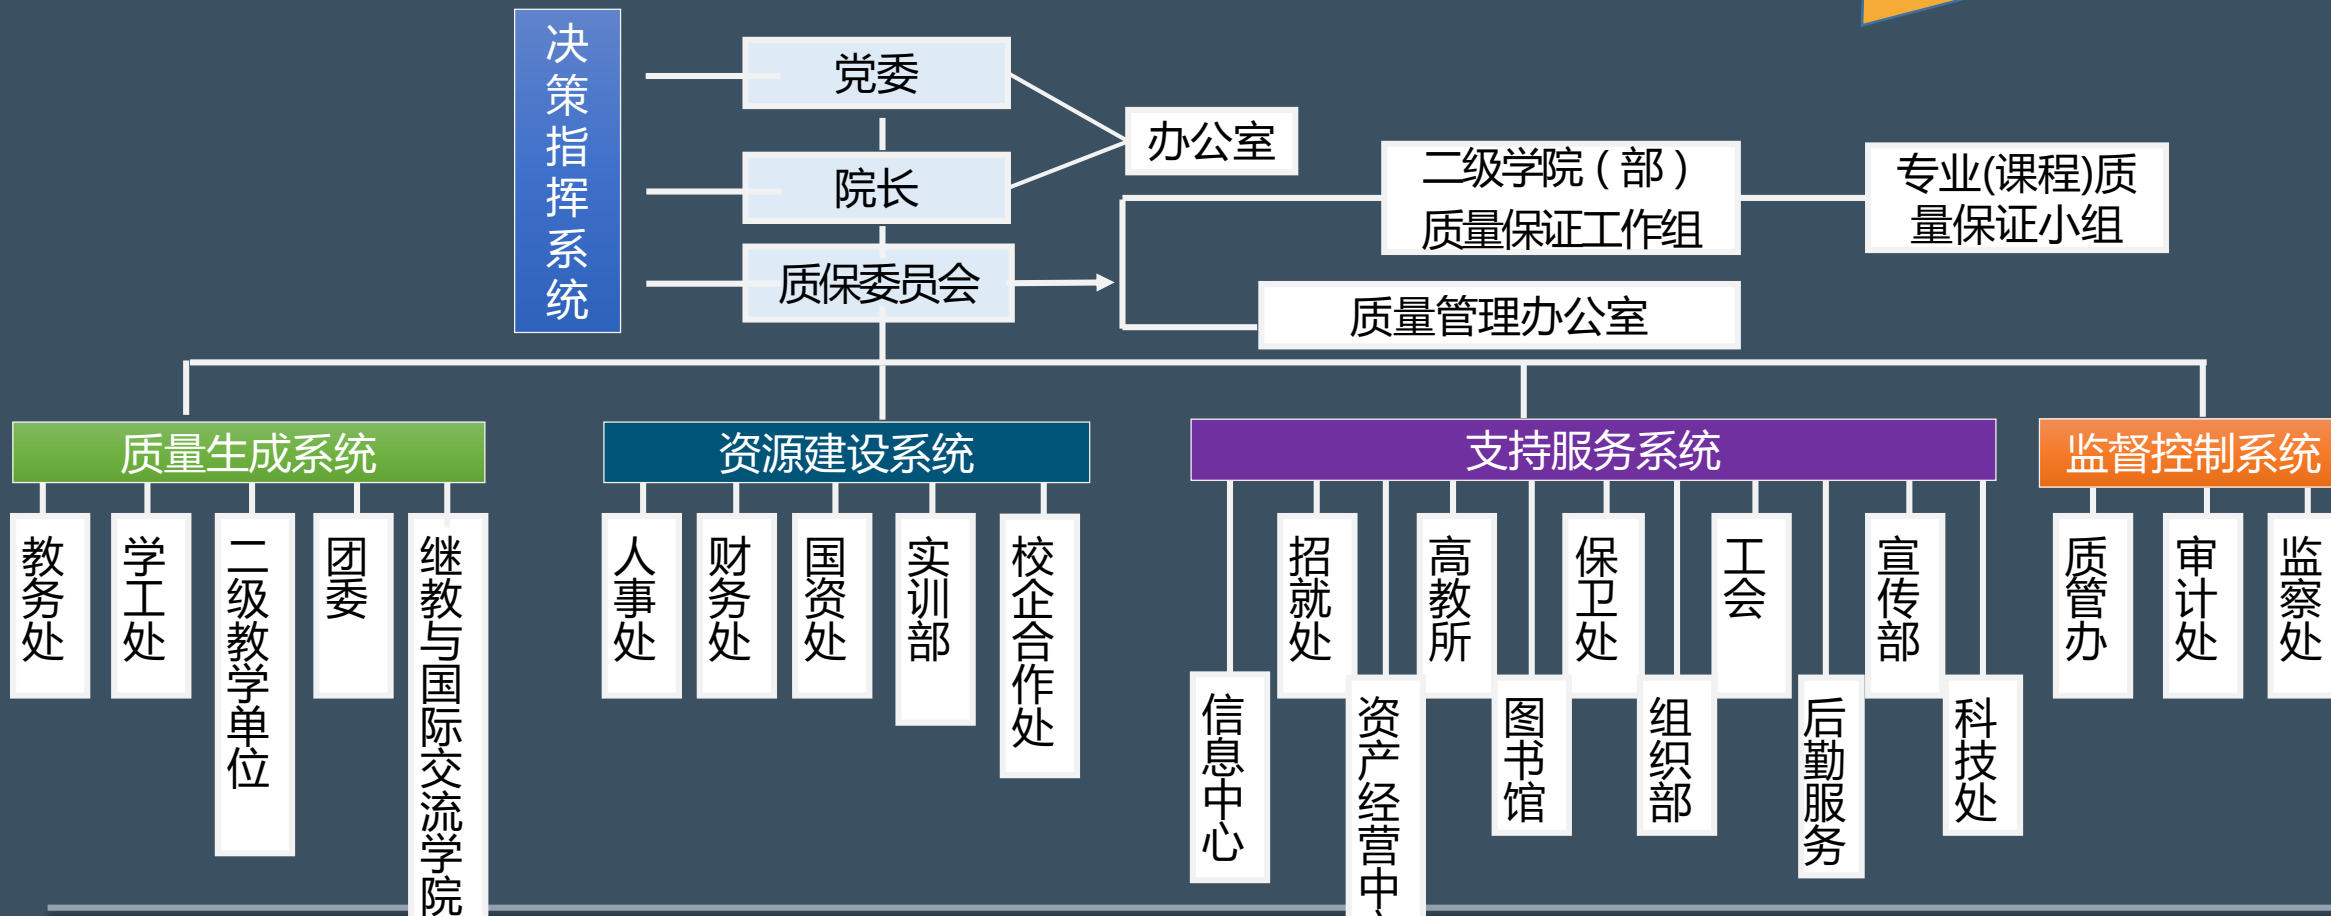 决策指挥系统
党委
办公室
院长
二级学院（部）
质量保证工作组
专业(课程)质
量保证小组
质保委员会
质量管理办公室
质量生成系统
资源建设系统
支持服务系统
监督控制系统
教务处
学工处
二级教学单位
团委
继教与国际交流学院
人事处
财务处
国资处
实训部
校企合作处
信息中心
招就处
资产经营中
高教所
图书馆
保卫处
组织部
工会
后勤服务
宣传部
科技处
质管办
审计处
监察处